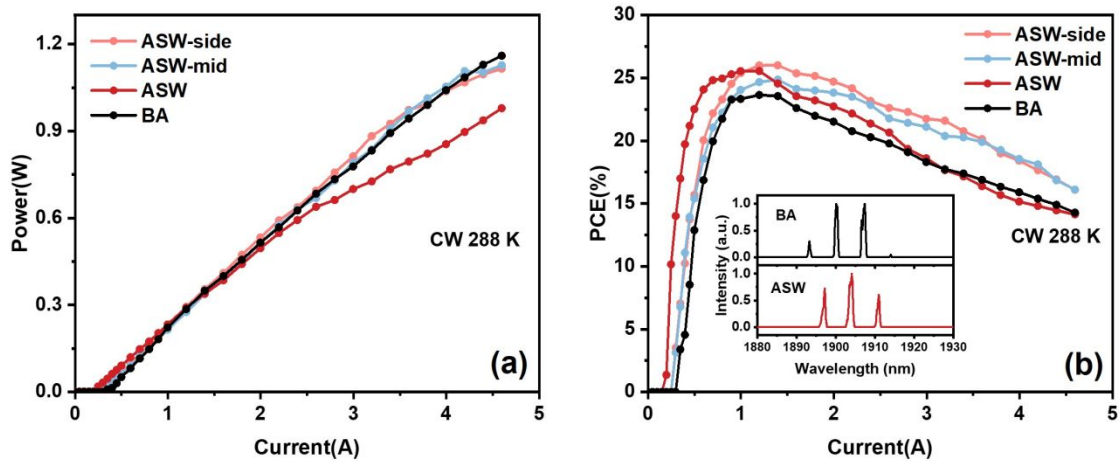 1.2
0.9
0.6
0.3
0.0
Power(W)
ASW-side
ASW-mid
ASW
BA
CW 288 K
(a)
0 1 2 3 4 5
Current(A)
30
25
20
15
10
5
0
PCE(%)
ASW-side
ASW-mid
ASW
BA
CW 288 K
Intensity (a.u.)
1.0
0.5
0.0
BA
1.0
0.5
0.0
ASW
1880 1890 1900 1910 1920 1930
Wavelength (nm)
(b)
0 1 2 3 4 5
Current(A)